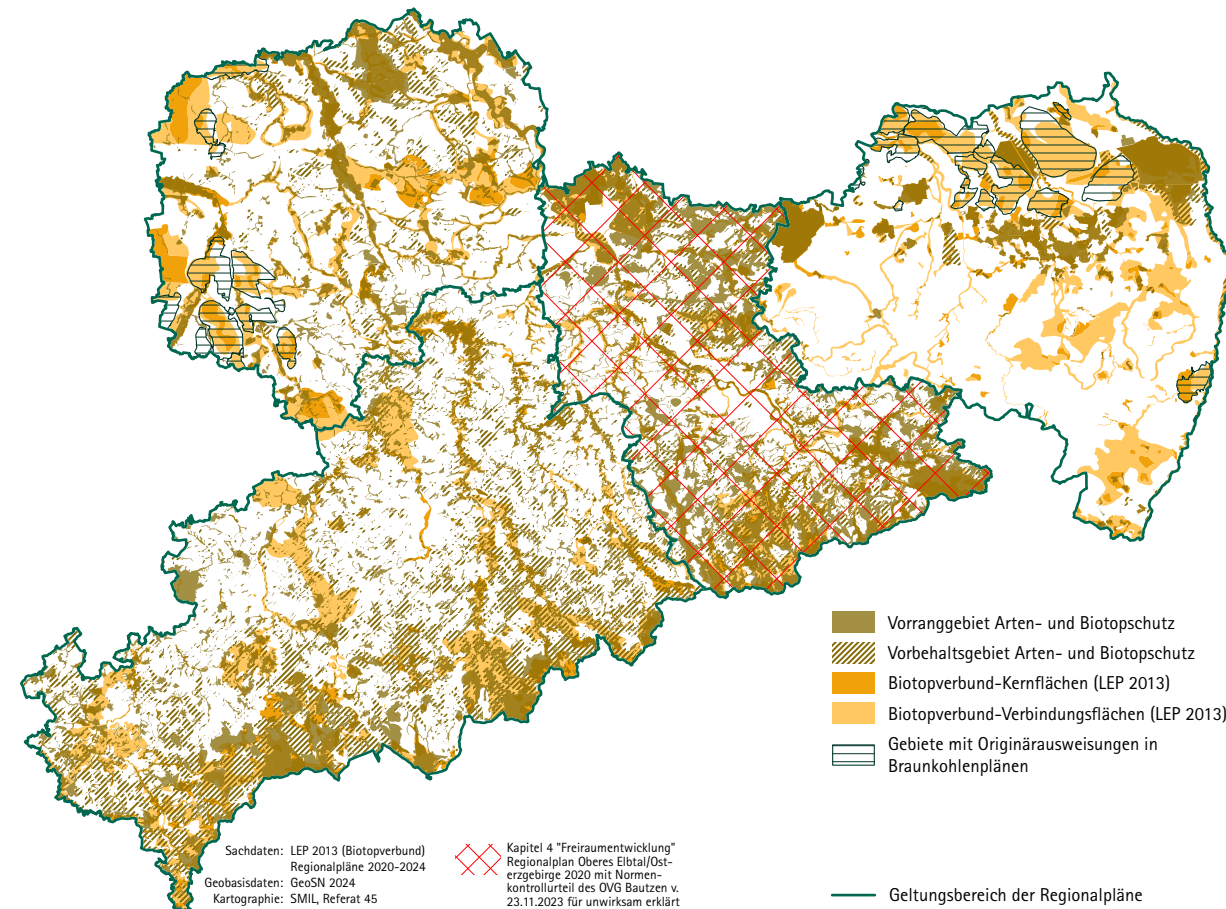 Vorranggebiet Arten- und Biotopschutz
Vorbehaltsgebiet Arten- und Biotopschutz
Biotopverbund-Kernflächen (LEP 2013)
Biotopverbund-Verbindungsflächen (LEP 2013)
Gebiete mit Originärausweisungen in
Braunkohlenplänen
Sachdaten: LEP 2013 (Biotopverbund)
Regionalpläne 2020-2024
Geobasisdaten: GeoSN 2024
Kartographie: SMIL, Referat 45
Kapitel 4 "Freiraumentwicklung"
Regionalplan Oberes Elbtal/Ost-
erzgebirge 2020 mit Normen-
kontrollurteil des OVG Bautzen v.
23.11.2023 für unwirksam erklärt
Geltungsbereich der Regionalpläne